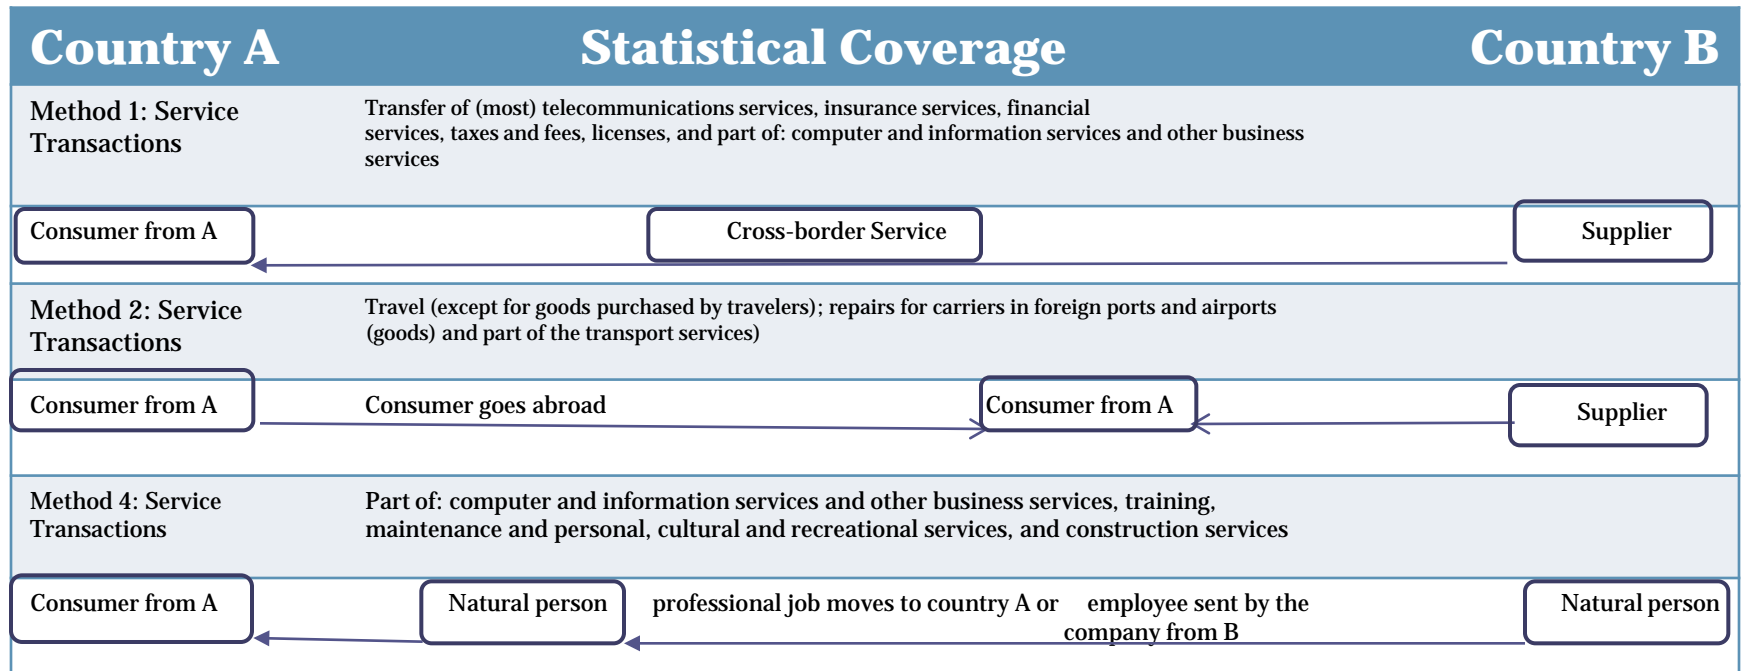 Country A Statistical Coverage Country B
Method 1: Service
Transactions
Transfer of (most) telecommunications services, insurance services, financial
services, taxes and fees, licenses, and part of: computer and information services and other business
services
Consumer from A Cross-border Service Supplier
Method 2: Service
Transactions
Travel (except for goods purchased by travelers); repairs for carriers in foreign ports and airports
(goods) and part of the transport services)
Consumer from A Consumer goes abroad Consumer from A Supplier
Method 4: Service
Transactions
Part of: computer and information services and other business services, training,
maintenance and personal, cultural and recreational services, and construction services
Consumer from A Natural person professional job moves to country A or employee sent by the
company from B
Natural person